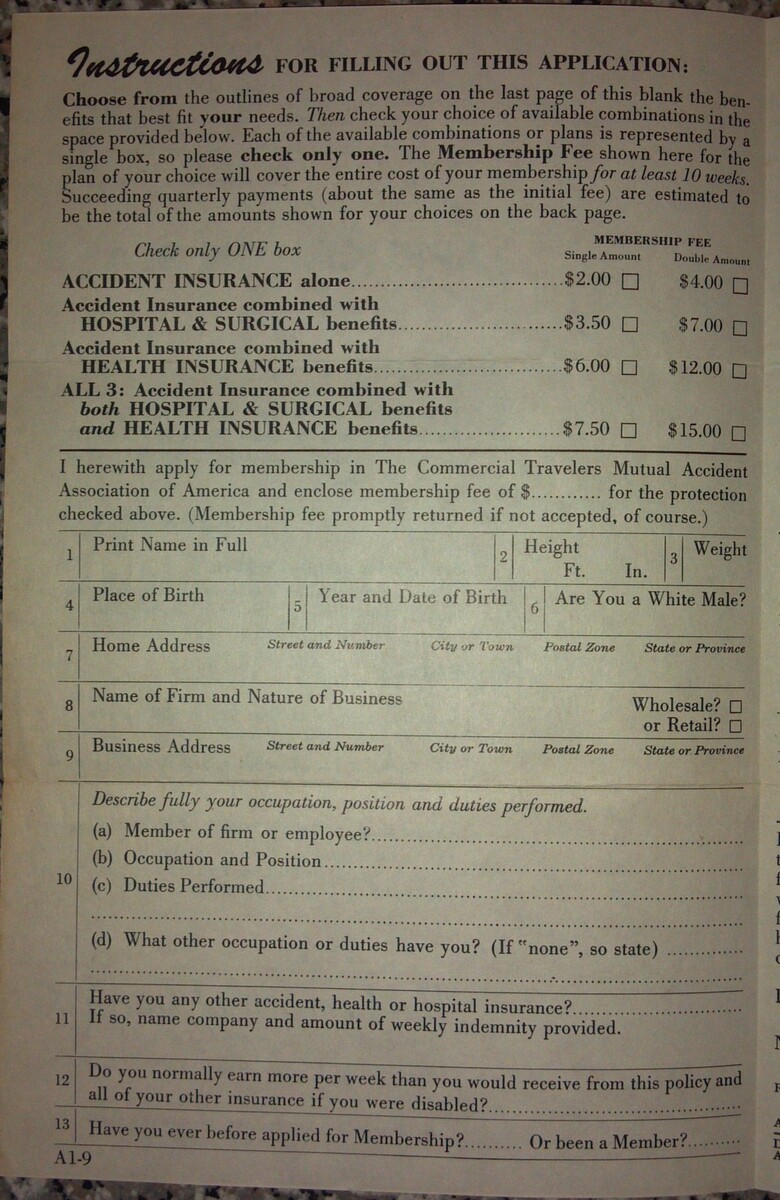 Instructions FOR FILLING OUT THIS APPLICATION:
Choose from the outlines of broad coverage on the last page of this blank the ben-
efits that best fit your needs. Then check your choice of available combinations in the
space provided below. Each of the available combinations or plans is represented by a
single box, so please check only one. The Membership Fee shown here for the
plan of your choice will cover the entire cost of your membership for at least 10 weeks.
Succeeding quarterly payments (about the same as the initial fee) are estimated to
be the total of the amounts shown for your choices on the back page.
MEMBERSHIP FEE
Check only ONE box Single Amount Double Amount
ACCIDENT INSURANCE alone................................$2.00 ☐ $4.00 ☐
Accident Insurance combined with
HOSPITAL & SURGICAL benefits.........................$3.50 ☐ $7.00 ☐
Accident Insurance combined with
HEALTH INSURANCE benefits............................$6.00 ☐ $12.00 ☐
ALL 3: Accident Insurance combined with
both HOSPITAL & SURGICAL benefits
and HEALTH INSURANCE benefits.....................$7.50 ☐ $15.00 ☐
I herewith apply for membership in The Commercial Travelers Mutual Accident
Association of America and enclose membership fee of $............ for the protection
checked above. (Membership fee promptly returned if not accepted, of course.)
1 Print Name in Full 2 Height Ft. In. 3 Weight
4 Place of Birth 5 Year and Date of Birth 6 Are You a White Male?
7 Home Address Street and Number City or Town Postal Zone State or Province
8 Name of Firm and Nature of Business Wholesale? ☐
or Retail? ☐
9 Business Address Street and Number City or Town Postal Zone State or Province
10 Describe fully your occupation, position and duties performed.
(a) Member of firm or employee?............................................................
(b) Occupation and Position....................................................................
(c) Duties Performed..............................................................................
(d) What other occupation or duties have you? (If "none", so state) .............
11 Have you any other accident, health or hospital insurance?.............................
If so, name company and amount of weekly indemnity provided.
12 Do you normally earn more per week than you would receive from this policy and
all of your other insurance if you were disabled?............................................
13 Have you ever before applied for Membership?.......... Or been a Member?.........
A1-9